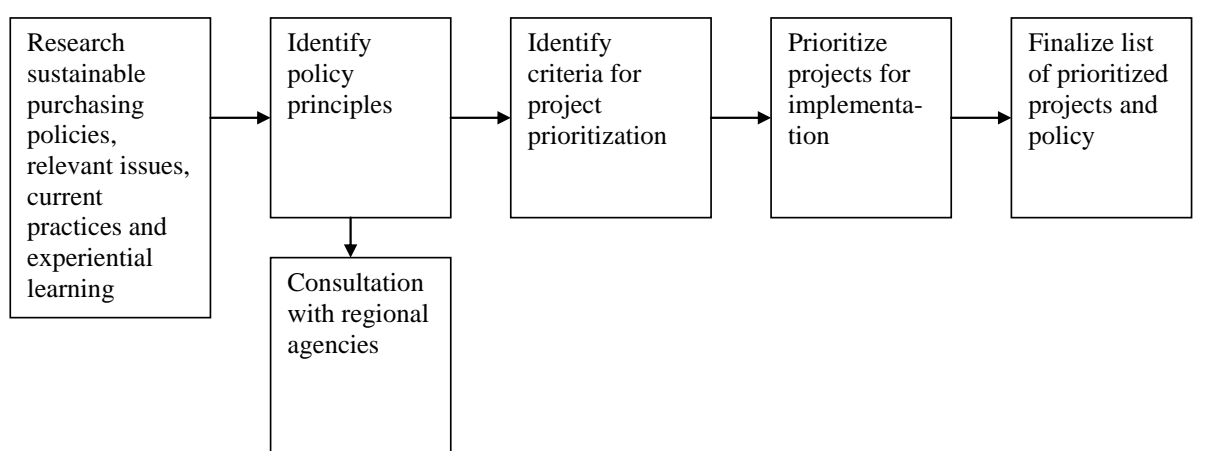 Research
sustainable
purchasing
policies,
relevant issues,
current
practices and
experiential
learning
Identify
policy
principles
Consultation
with regional
agencies
Identify
criteria for
project
prioritization
Prioritize
projects for
implementa-
tion
Finalize list
of prioritized
projects and
policy